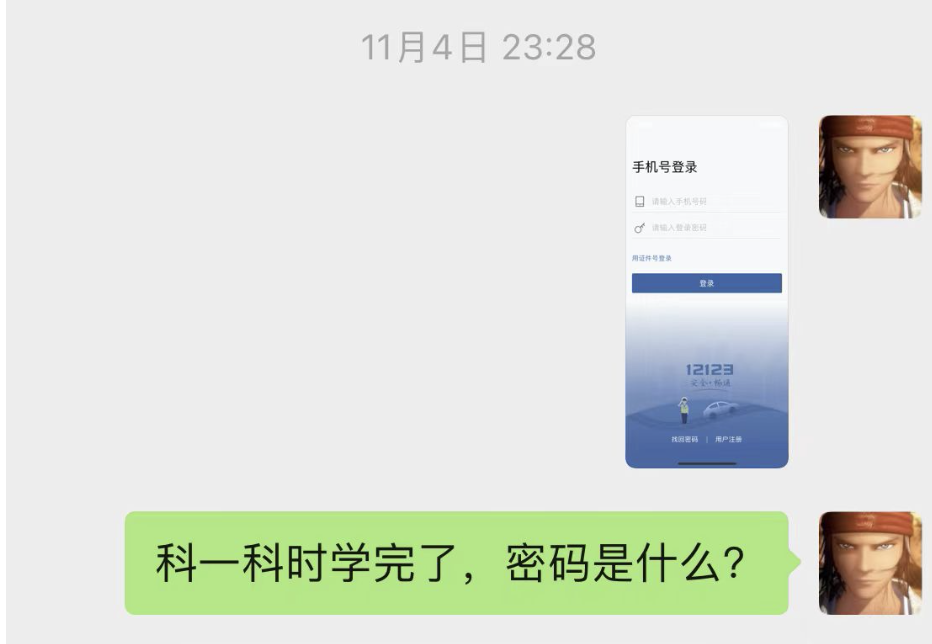 11月4日 23:28
手机号登录
请输入手机号码
请输入登录密码
用证件号登录
登录
12123
安全·畅通
找回密码 | 用户注册
科一科时学完了，密码是什么？